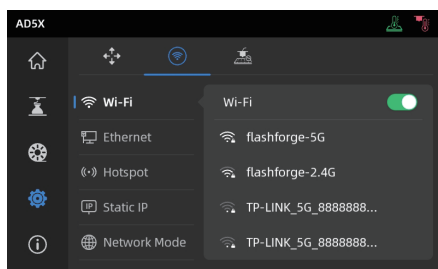 AD5X
Wi-Fi
Wi-Fi
Ethernet
flashforge-5G
Hotspot
flashforge-2.4G
IP Static IP
TP-LINK_5G_8888888...
Network Mode
TP-LINK_5G_8888888...